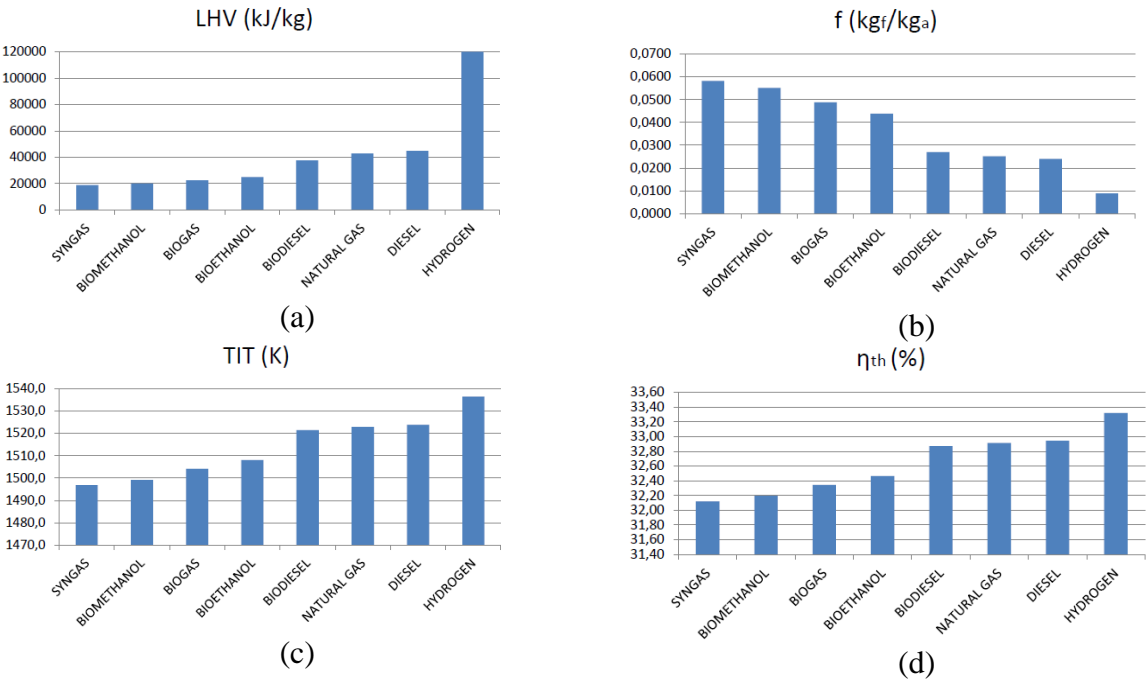 LHV (kJ/kg)
120000
100000
80000
60000
40000
20000
0
SYNGAS
BIOMETHANOL
BIOGAS
BIOETHANOL
BIODIESEL
NATURAL GAS
DIESEL
HYDROGEN
(a)
f (kgf/kga)
0,0700
0,0600
0,0500
0,0400
0,0300
0,0200
0,0100
0,0000
SYNGAS
BIOMETHANOL
BIOGAS
BIOETHANOL
BIODIESEL
NATURAL GAS
DIESEL
HYDROGEN
(b)
TIT (K)
1540,0
1530,0
1520,0
1510,0
1500,0
1490,0
1480,0
1470,0
SYNGAS
BIOMETHANOL
BIOGAS
BIOETHANOL
BIODIESEL
NATURAL GAS
DIESEL
HYDROGEN
(c)
ηth (%)
33,60
33,40
33,20
33,00
32,80
32,60
32,40
32,20
32,00
31,80
31,60
31,40
SYNGAS
BIOMETHANOL
BIOGAS
BIOETHANOL
BIODIESEL
NATURAL GAS
DIESEL
HYDROGEN
(d)